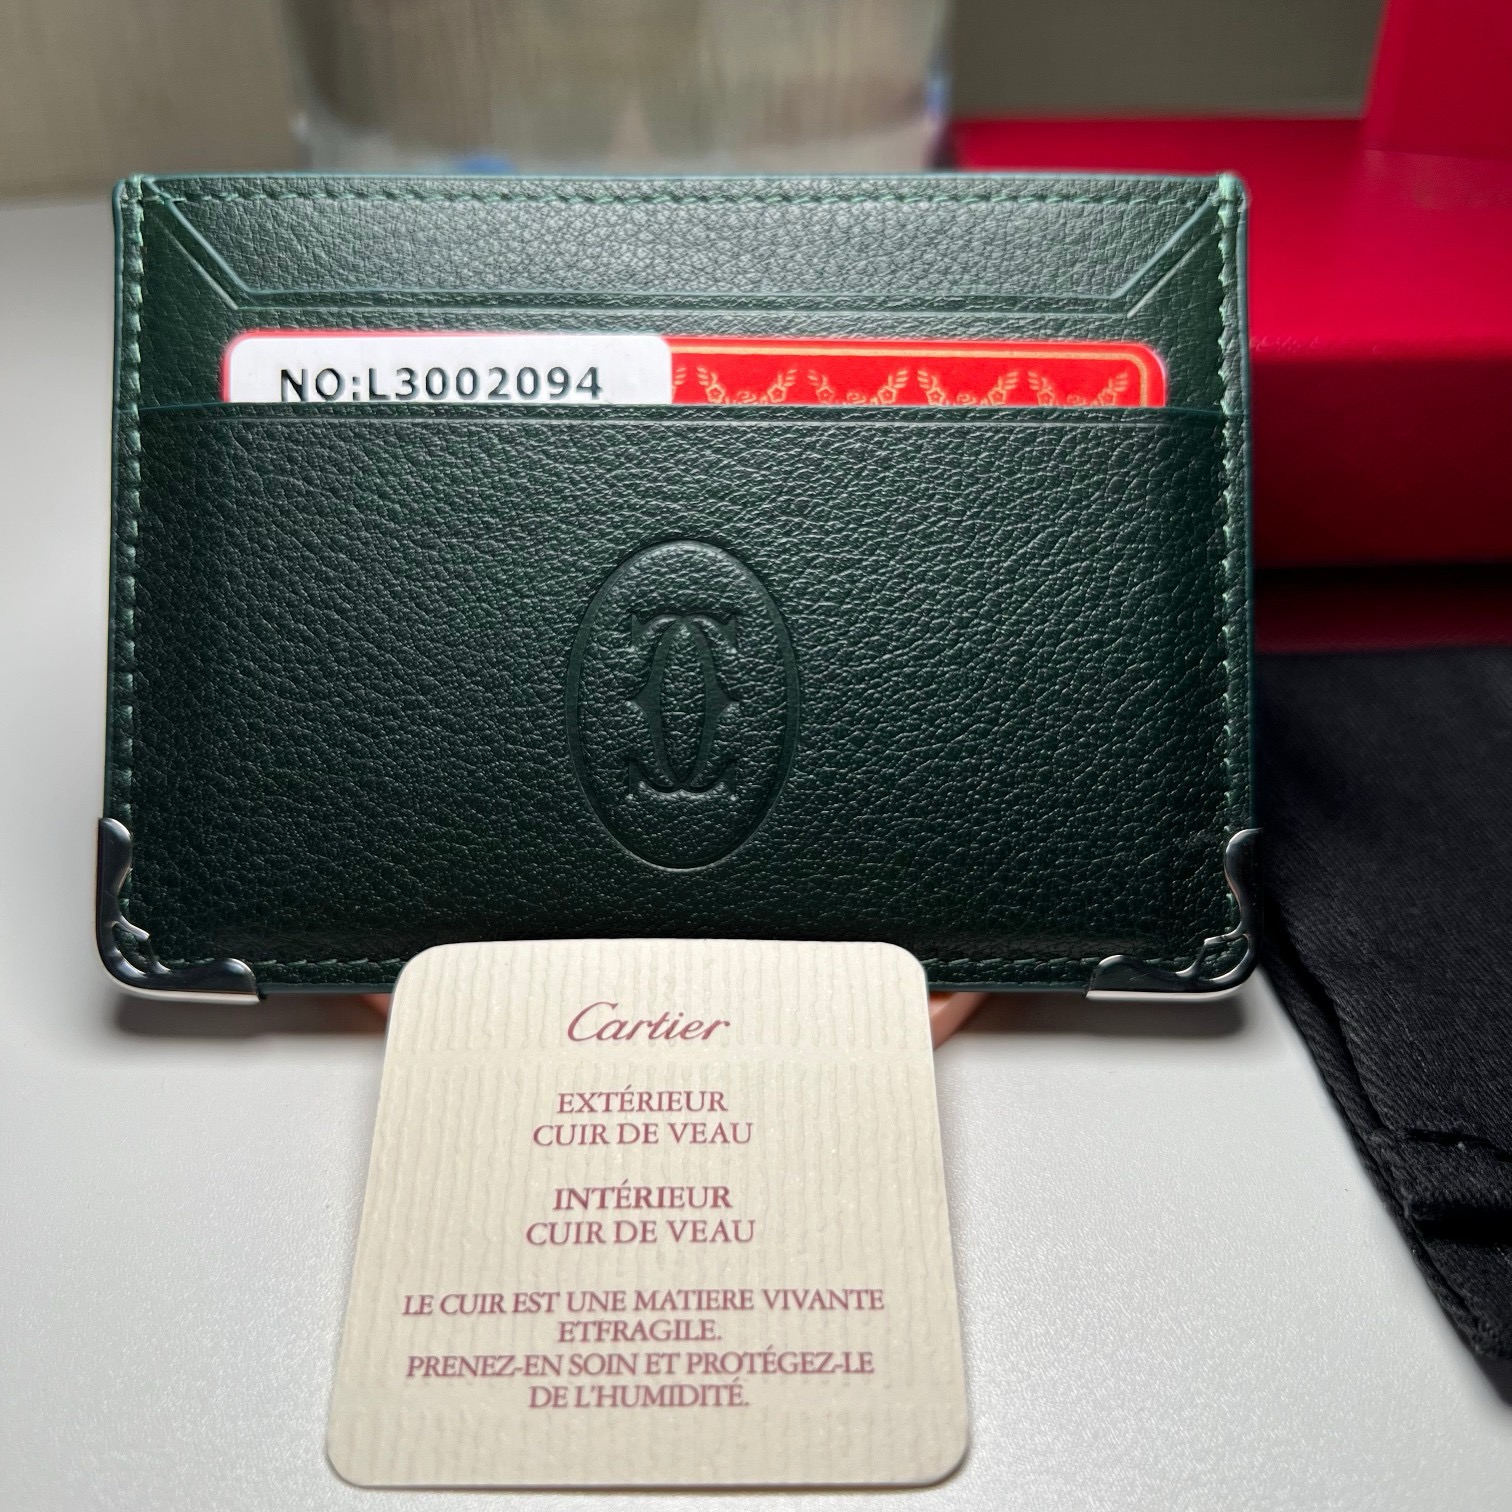 NO:L3002094
Cartier
EXTÉRIEUR
CUIR DE VEAU
INTÉRIEUR
CUIR DE VEAU
LE CUIR EST UNE MATIERE VIVANTE
ETFRAGILE.
PRENEZ-EN SOIN ET PROTÉGEZ-LE
DE L'HUMIDITÉ.